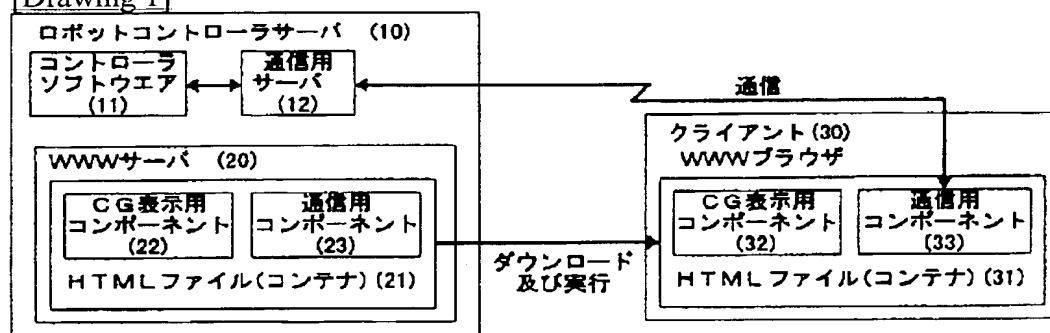 [Drawing 1]
ロボットコントローラサーバ (10)
コントローラ
ソフトウエア
(11)
通信用
サーバ
(12)
通信
WWWサーバ (20)
CG表示用
コンポーネント
(22)
通信用
コンポーネント
(23)
HTMLファイル(コンテナ)(21)
ダウンロード
及び実行
クライアント(30)
WWWブラウザ
CG表示用
コンポーネント
(32)
通信用
コンポーネント
(33)
HTMLファイル(コンテナ)(31)